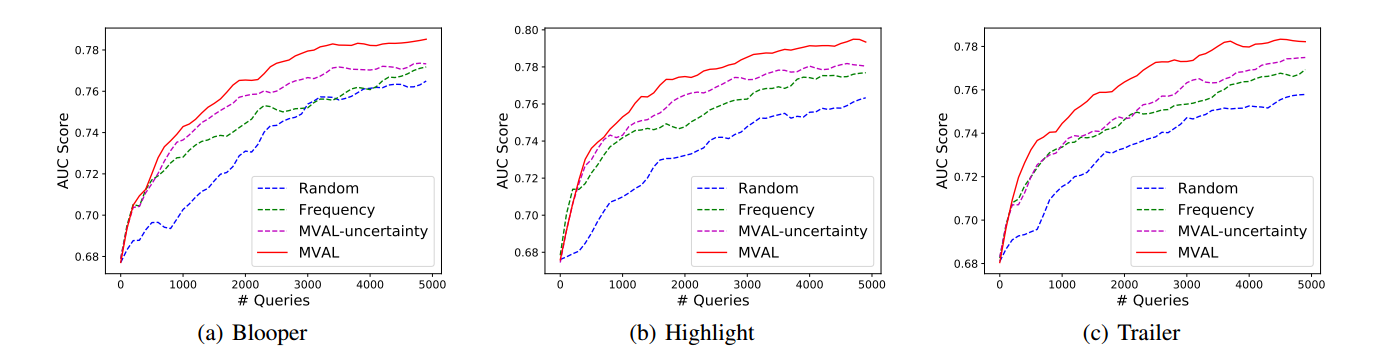 AUC Score
0.78
0.76
0.74
0.72
0.70
0.68
0 1000 2000 3000 4000 5000
# Queries
Random
Frequency
MVAL-uncertainty
MVAL
(a) Blooper
AUC Score
0.80
0.78
0.76
0.74
0.72
0.70
0.68
0 1000 2000 3000 4000 5000
# Queries
Random
Frequency
MVAL-uncertainty
MVAL
(b) Highlight
AUC Score
0.78
0.76
0.74
0.72
0.70
0.68
0 1000 2000 3000 4000 5000
# Queries
Random
Frequency
MVAL-uncertainty
MVAL
(c) Trailer